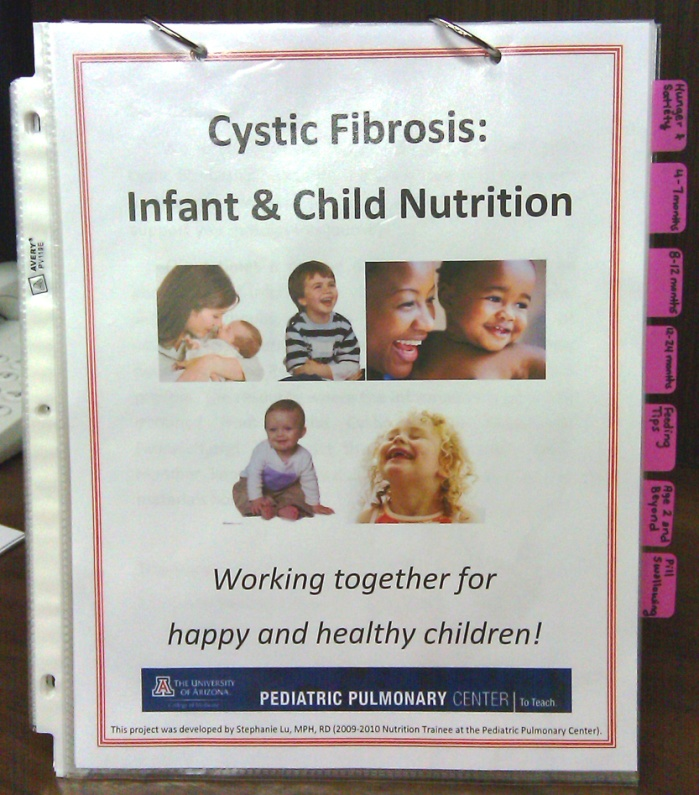 Cystic Fibrosis:
Infant & Child Nutrition
Working together for
happy and healthy children!
THE UNIVERSITY
OF ARIZONA.
PEDIATRIC PULMONARY CENTER To Teach.
This project was developed by Stephanie Lu, MPH, RD (2009-2010 Nutrition Trainee at the Pediatric Pulmonary Center).
AVERY
Hunger &
Satiety
4-7 months
8-12 months
12-24 months
Feeding
Tips
Age 2 and
Beyond
Pill
Swallowing